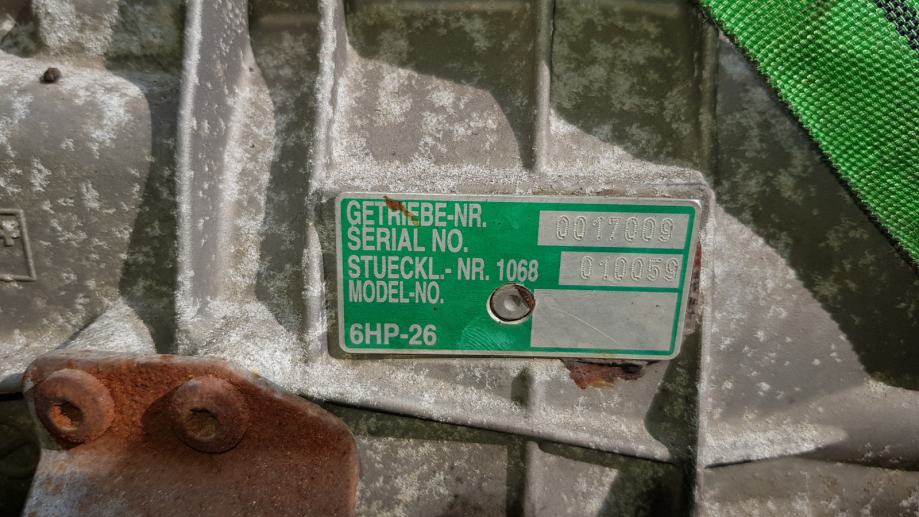 GETRIEBE-NR.
SERIAL NO. 0017009
STUECKL.- NR. 1068 010059
MODEL-NO.
6HP-26